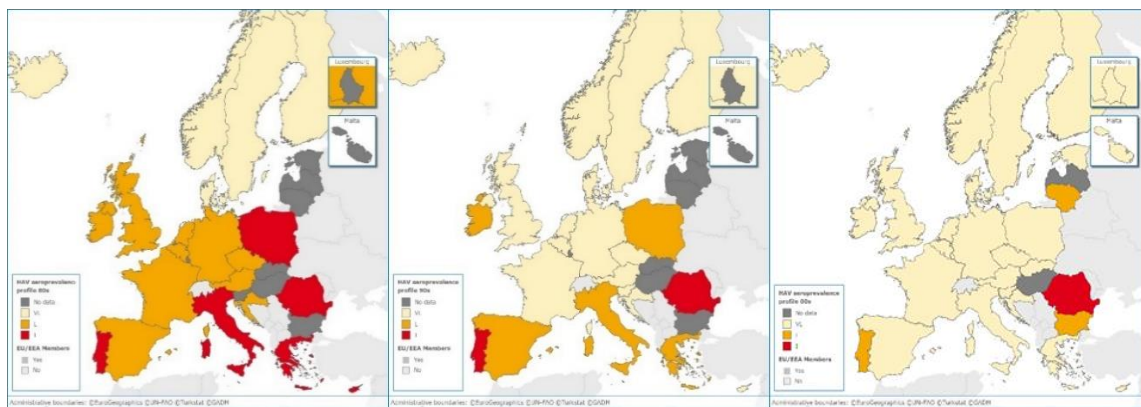 Luxembourg
Malta
HAV seroprevalence
profile 80s
No data
VL
L
I
EU/EEA Members
Yes
No
Administrative boundaries: ©EuroGeographics ©UN-FAO ©Turkstat ©GADM
Luxembourg
Malta
HAV seroprevalence
profile 90s
No data
VL
L
I
EU/EEA Members
Yes
No
Administrative boundaries: ©EuroGeographics ©UN-FAO ©Turkstat ©GADM
Luxembourg
Malta
HAV seroprevalence
No data
VL
I
EU/EEA Members
Yes
No
Administrative boundaries: ©EuroGeographics ©UN-FAO ©Turkstat ©GADM